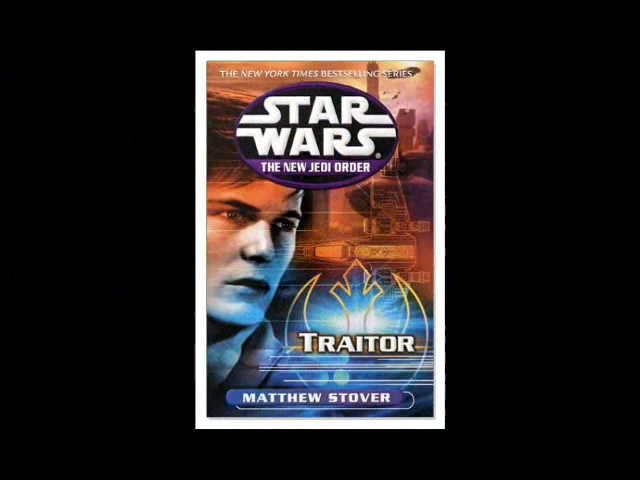 THE NEW YORK TIMES BESTSELLING SERIES
STAR
WARS®
THE NEW JEDI ORDER
TRAITOR
MATTHEW STOVER